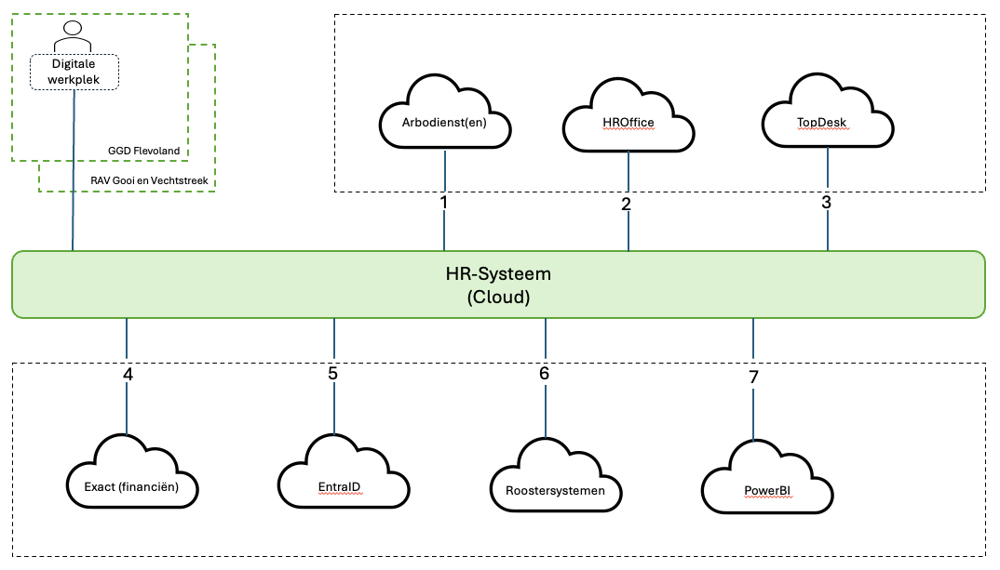 Digitale
werkplek
GGD Flevoland
RAV Gooi en Vechtstreek
Arbodienst(en)
HROffice
TopDesk
1
2
3
HR-Systeem
(Cloud)
4
5
6
7
Exact (financiën)
EntraID
Roostersystemen
PowerBI